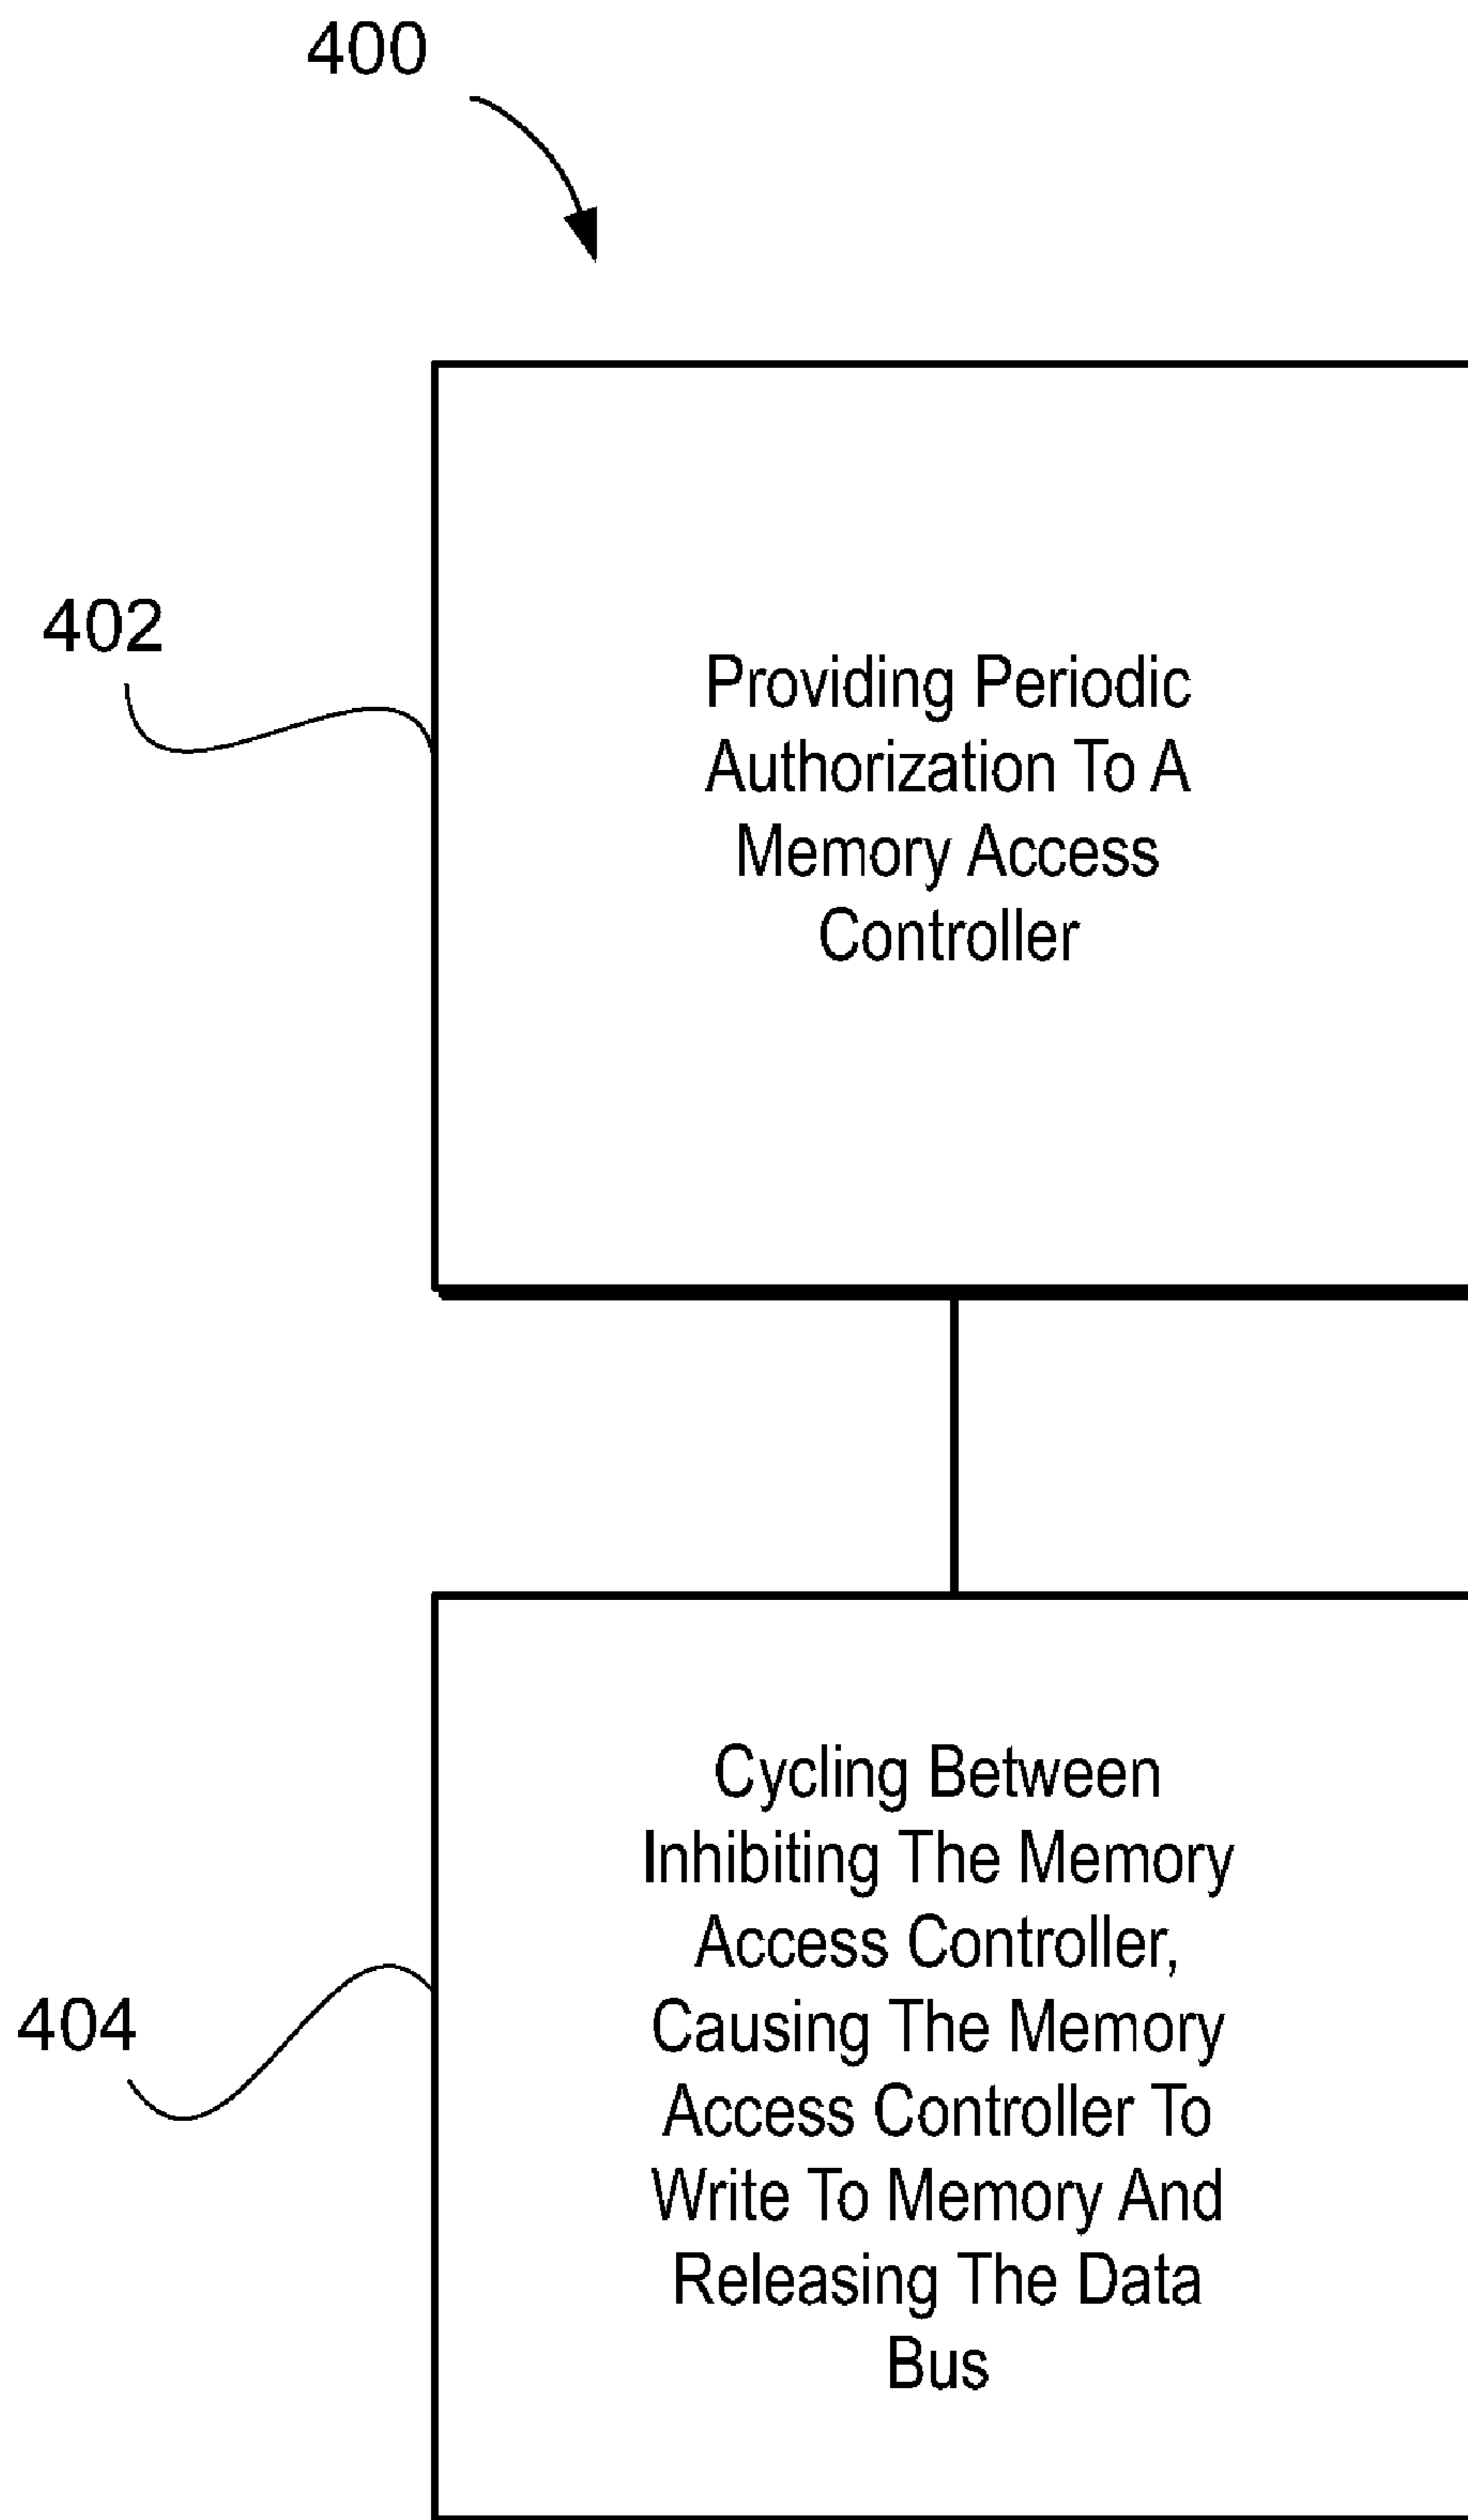 400
402
Providing Periodic
Authorization To A
Memory Access
Controller
404
Cycling Between
Inhibiting The Memory
Access Controller,
Causing The Memory
Access Controller To
Write To Memory And
Releasing The Data
Bus